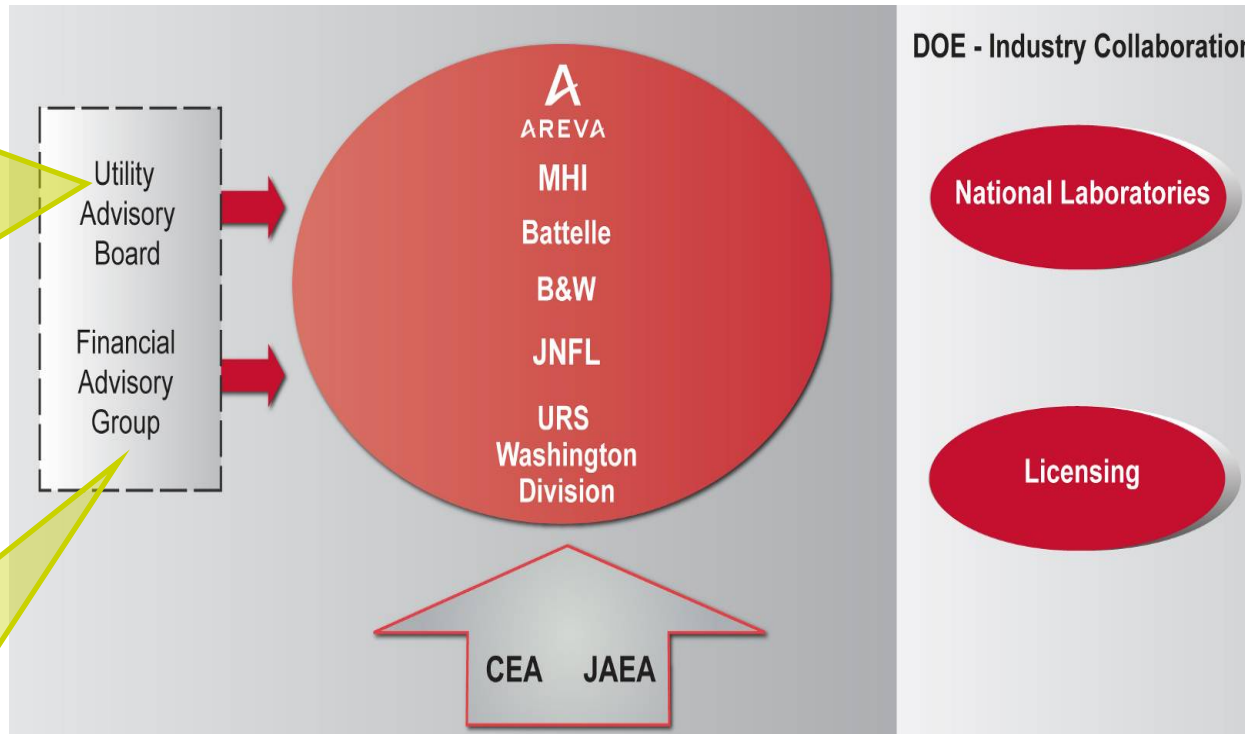 Utility
Advisory
Board
Financial
Advisory
Group
AREVA
MHI
Battelle
B&W
JNFL
URS
Washington
Division
CEA JAEA
DOE - Industry Collaboration
National Laboratories
Licensing